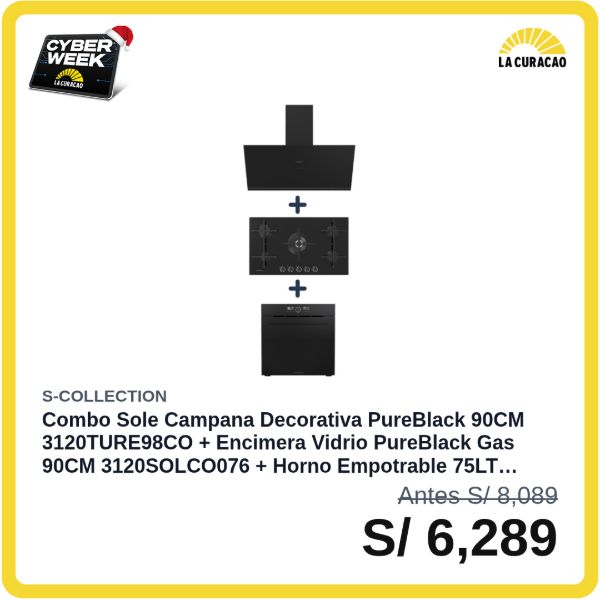 CYBER
WEEK
LA CURACAO
LA CURACAO
S-COLLECTION
Combo Sole Campana Decorativa PureBlack 90CM
3120TURE98CO + Encimera Vidrio PureBlack Gas
90CM 3120SOLCO076 + Horno Empotrable 75LT…
Antes S/ 8,089
S/ 6,289